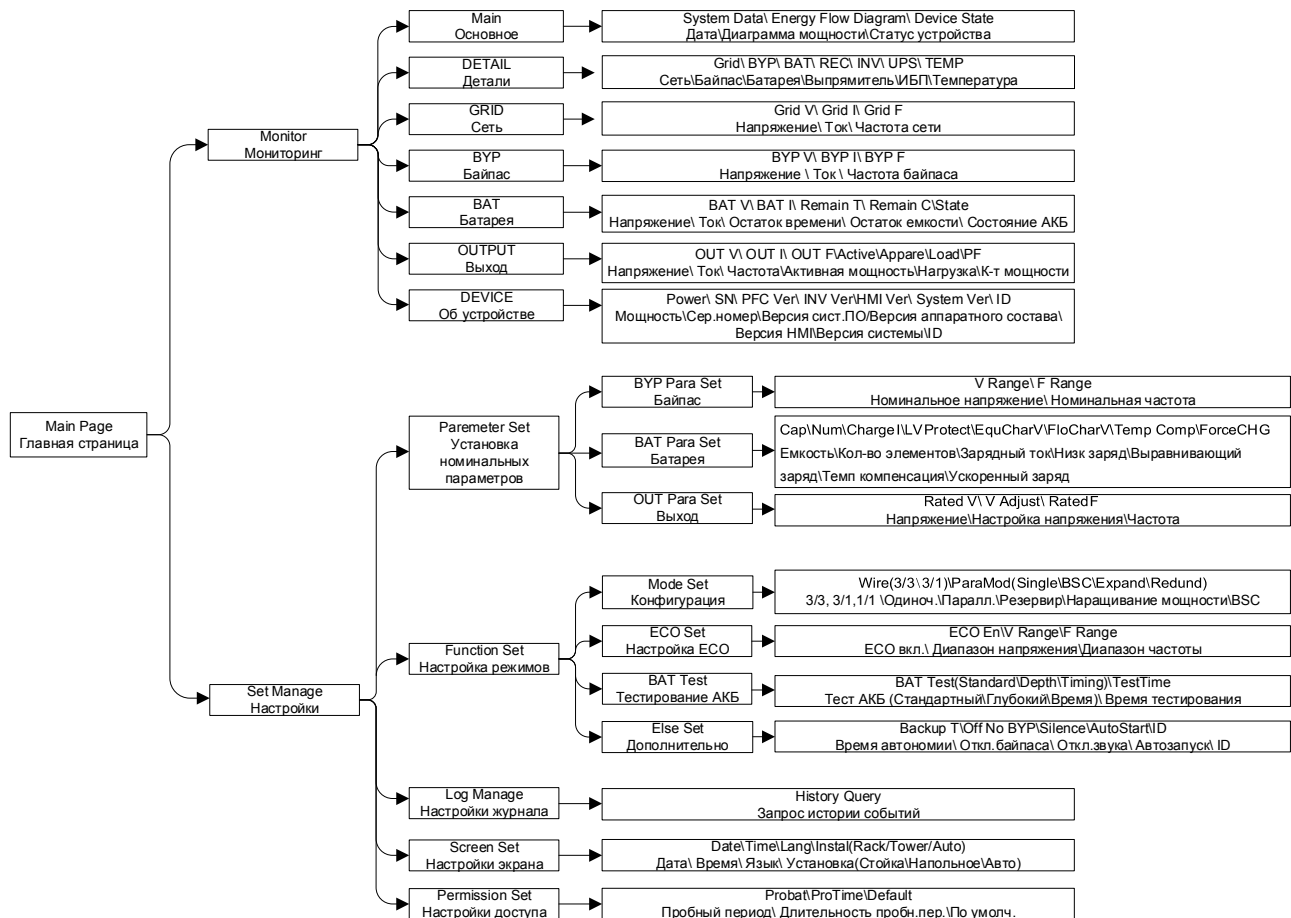 Main Page
Главная страница
Monitor
Мониторинг
Main
Основное
System Data\ Energy Flow Diagram\ Device State
Дата\Диаграмма мощности\Статус устройства
DETAIL
Детали
Grid\ BYP\ BAT\ REC\ INV\ UPS\ TEMP
Сеть\Байпас\Батарея\Выпрямитель\ИБП\Температура
GRID
Сеть
Grid V\ Grid I\ Grid F
Напряжение\ Ток\ Частота сети
BYP
Байпас
BYP V\ BYP I\ BYP F
Напряжение \ Ток \ Частота байпаса
BAT
Батарея
BAT V\ BAT I\ Remain T\ Remain C\State
Напряжение\ Ток\ Остаток времени\ Остаток емкости\ Состояние АКБ
OUTPUT
Выход
OUT V\ OUT I\ OUT F\Active\Appare\Load\PF
Напряжение\ Ток\ Частота\Активная мощность\Нагрузка\К-т мощности
DEVICE
Об устройстве
Power\ SN\ PFC Ver\ INV Ver\HMI Ver\ System Ver\ ID
Мощность\Сер.номер\Версия сист.ПО/Версия аппаратного состава\
Версия HMI\Версия системы\ID
Set Manage
Настройки
Paremeter Set
Установка
номинальных
параметров
BYP Para Set
Байпас
V Range\ F Range
Номинальное напряжение\ Номинальная частота
BAT Para Set
Батарея
Cap\Num\Charge I\LVProtect\EquCharV\FloCharV\Temp Comp\ForceCHG
Емкость\Кол-во элементов\Зарядный ток\Низк заряд\Выравнивающий
заряд\Темп компенсация\Ускоренный заряд
OUT Para Set
Выход
Rated V\ V Adjust\ Rated F
Напряжение\Настройка напряжения\Частота
Function Set
Настройка режимов
Mode Set
Конфигурация
Wire(3/3\3/1)\ParaMod(Single\BSC\Expand\Redund)
3/3, 3/1,1/1 \Одиноч.\Паралл.\Резервир\Наращивание мощности\BSC
ECO Set
Настройка ECO
ECO En\V Range\F Range
ECO вкл.\ Диапазон напряжения\Диапазон частоты
BAT Test
Тестирование АКБ
BAT Test(Standard\Depth\Timing)\TestTime
Тест АКБ (Стандартный\Глубокий\Время)\ Время тестирования
Else Set
Дополнительно
Backup T\Off No BYP\Silence\AutoStart\ID
Время автономии\ Откл.байпаса\ Откл.звука\ Автозапуск\ ID
Log Manage
Настройки журнала
History Query
Запрос истории событий
Screen Set
Настройки экрана
Date\Time\Lang\Instal(Rack/Tower/Auto)
Дата\ Время\ Язык\ Установка(Стойка\Напольное\Авто)
Permission Set
Настройки доступа
Probat\ProTime\Default
Пробный период\ Длительность пробн.пер.\По умолч.